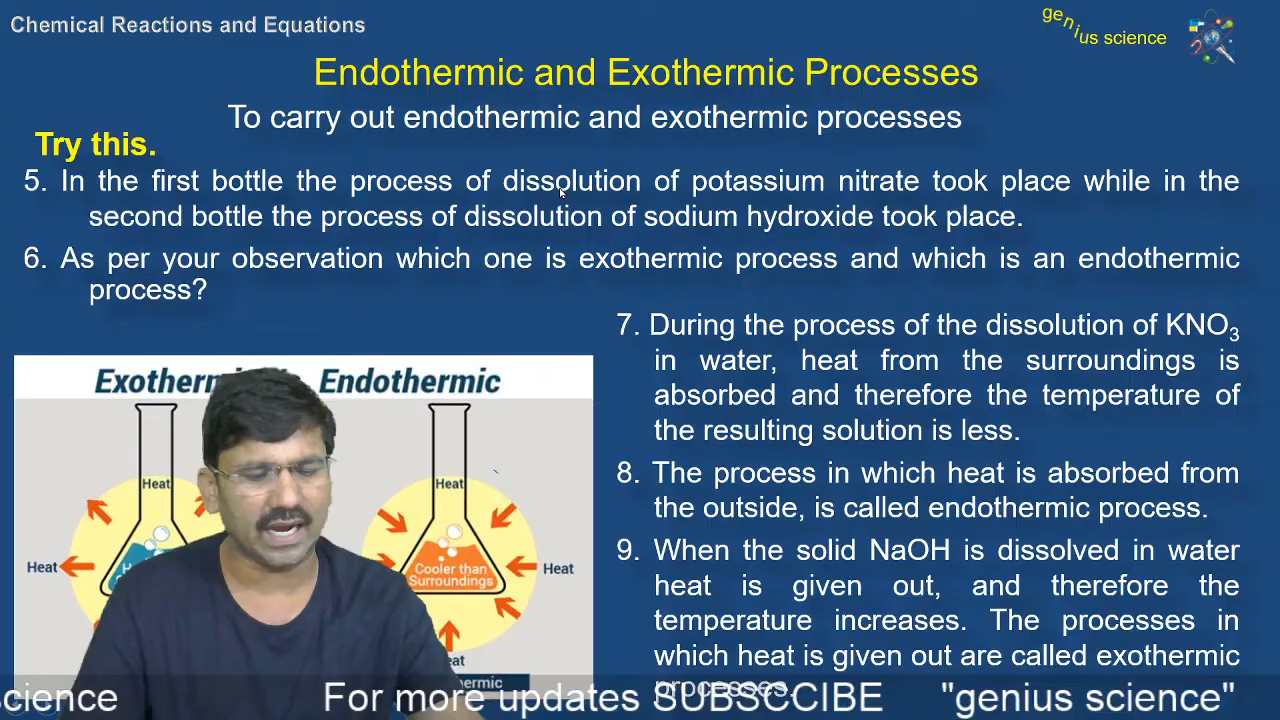 Chemical Reactions and Equations
genius science
Endothermic and Exothermic Processes
To carry out endothermic and exothermic processes
Try this.
5. In the first bottle the process of dissolution of potassium nitrate took place while in the
second bottle the process of dissolution of sodium hydroxide took place.
6. As per your observation which one is exothermic process and which is an endothermic
process?
7. During the process of the dissolution of KNO3
in water, heat from the surroundings is
absorbed and therefore the temperature of
the resulting solution is less.
8. The process in which heat is absorbed from
the outside, is called endothermic process.
9. When the solid NaOH is dissolved in water
heat is given out, and therefore the
temperature increases. The processes in
which heat is given out are called exothermic
processes.
Endothermic
Heat
Heat
Heat
Heat
Cooler than
Surroundings
science For more updates SUBSCCIBE "genius science"